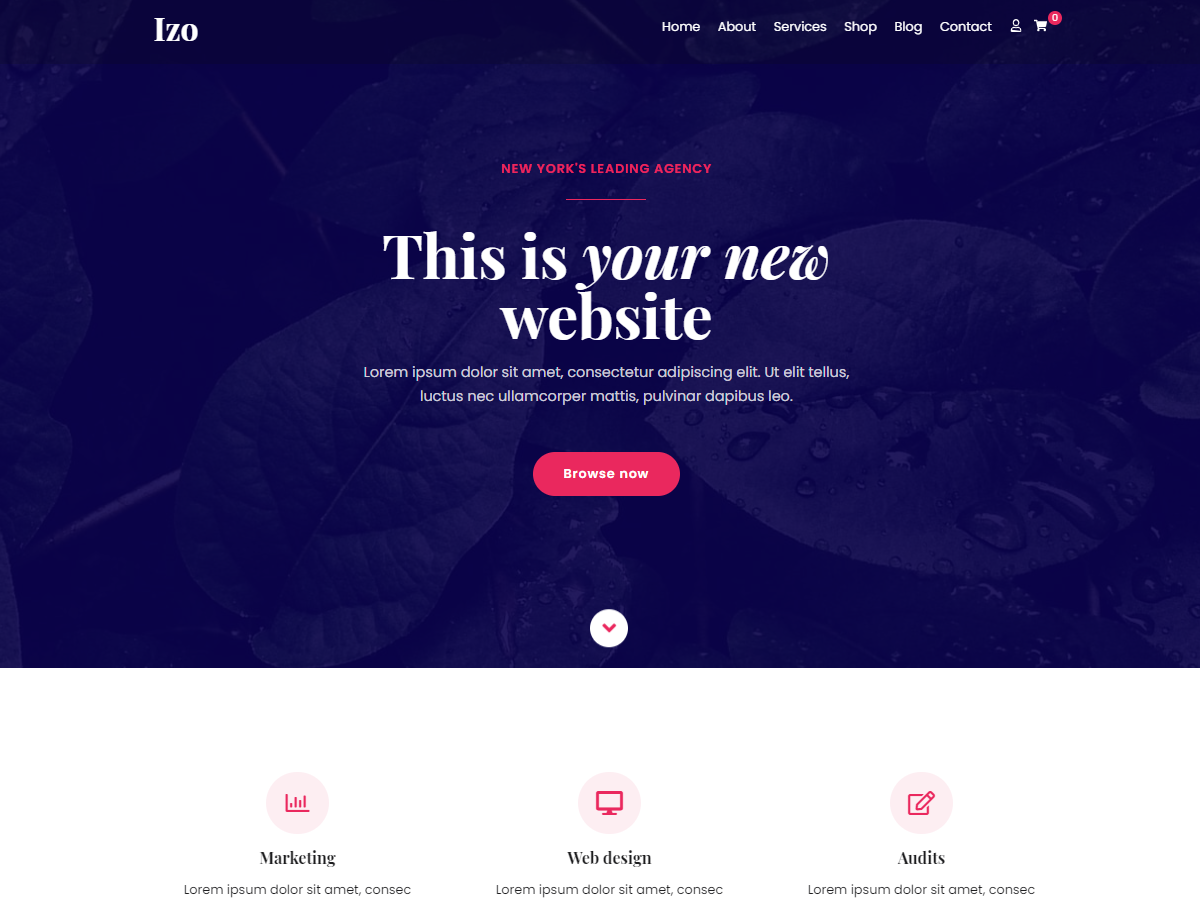 Izo
Home About Services Shop Blog Contact 0
NEW YORK'S LEADING AGENCY
This is your new
website
Lorem ipsum dolor sit amet, consectetur adipiscing elit. Ut elit tellus,
luctus nec ullamcorper mattis, pulvinar dapibus leo.
Browse now
Marketing
Lorem ipsum dolor sit amet, consec
Web design
Lorem ipsum dolor sit amet, consec
Audits
Lorem ipsum dolor sit amet, consec